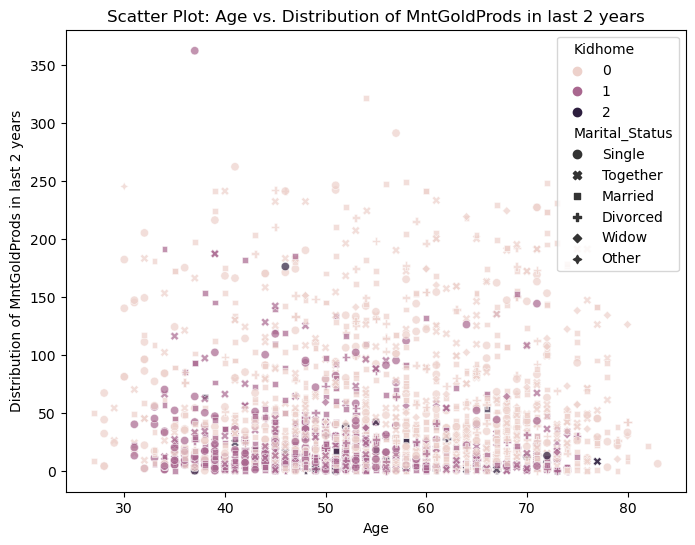 Scatter Plot: Age vs. Distribution of MntGoldProds in last 2 years
Distribution of MntGoldProds in last 2 years
350
300
250
200
150
100
50
0
Kidhome
0
1
2
Marital_Status
Single
Together
Married
Divorced
Widow
Other
30 40 50 60 70 80
Age